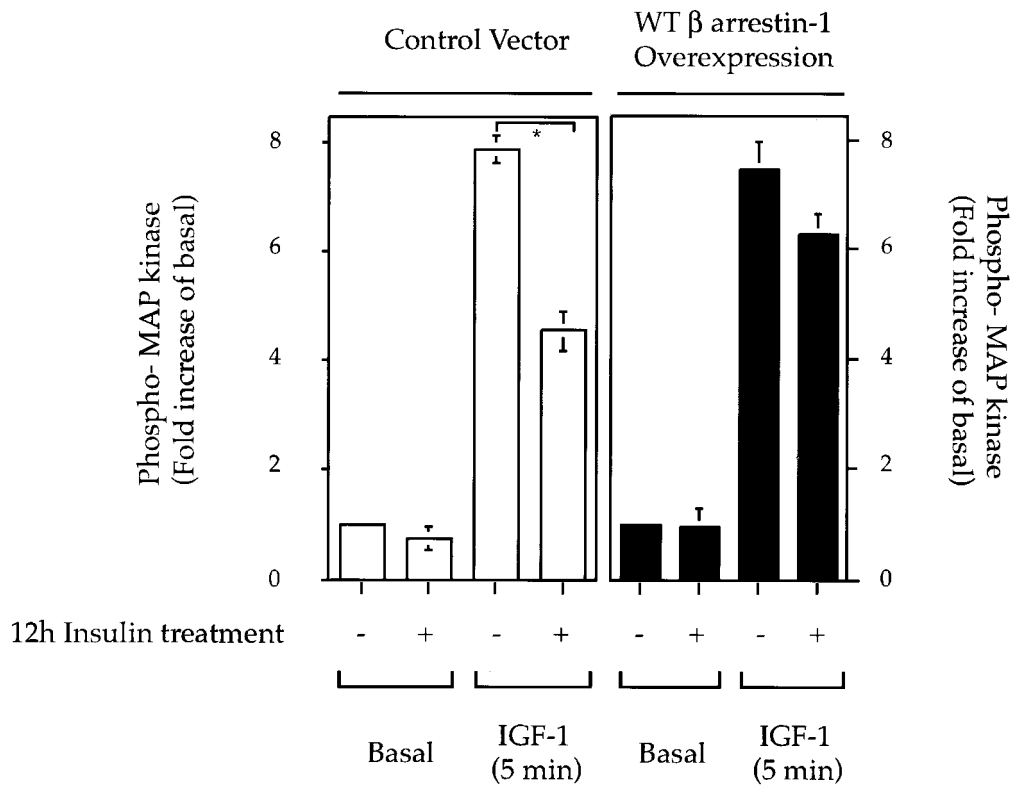 Control Vector
WT β arrestin-1
Overexpression
Phospho- MAP kinase
(Fold increase of basal)
8
6
4
2
0
*
8
6
4
2
0
Phospho- MAP kinase
(Fold increase of basal)
12h Insulin treatment - + - + - + - +
Basal
IGF-1
(5 min)
Basal
IGF-1
(5 min)